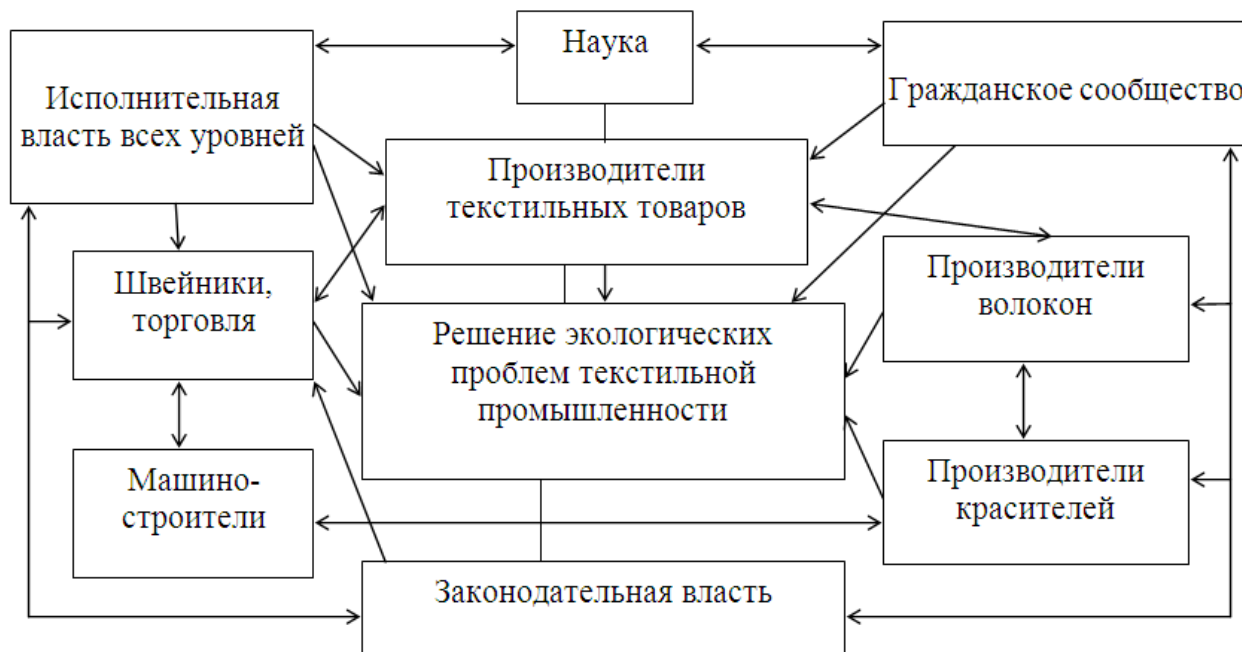 Наука
Исполнительная
власть всех уровней
Гражданское сообщество
Производители
текстильных товаров
Швейники,
торговля
Решение экологических
проблем текстильной
промышленности
Производители
волокон
Машино-
строители
Производители
красителей
Законодательная власть